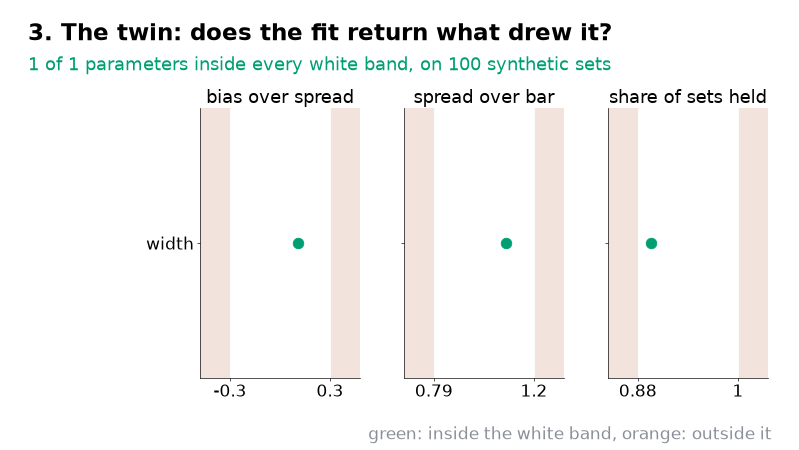 3. The twin: does the fit return what drew it?
1 of 1 parameters inside every white band, on 100 synthetic sets
bias over spread spread over bar share of sets held
width
-0.3 0.3 0.79 1.2 0.88 1
green: inside the white band, orange: outside it